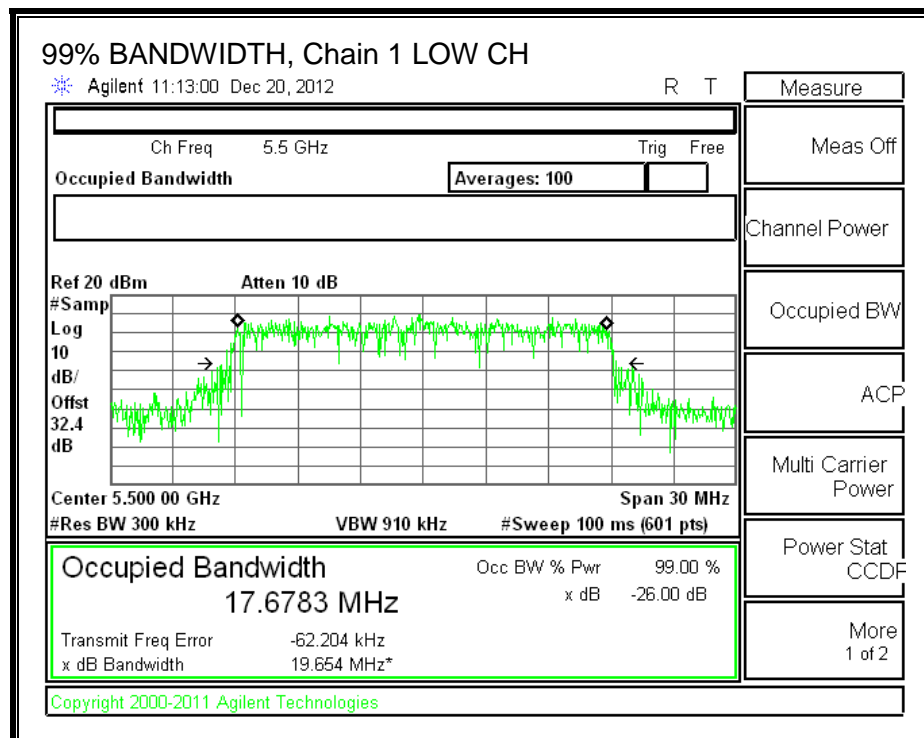 99% BANDWIDTH, Chain 1 LOW CH
Agilent 11:13:00 Dec 20, 2012 R T
Measure
Ch Freq 5.5 GHz Trig Free
Occupied Bandwidth Averages: 100
Ref 20 dBm Atten 10 dB
#Samp
Log
10
dB/
Offst
32.4
dB
Center 5.500 00 GHz Span 30 MHz
#Res BW 300 kHz VBW 910 kHz #Sweep 100 ms (601 pts)
Occupied Bandwidth Occ BW % Pwr 99.00 %
17.6783 MHz x dB -26.00 dB
Transmit Freq Error -62.204 kHz
x dB Bandwidth 19.654 MHz*
Copyright 2000-2011 Agilent Technologies
Meas Off
Channel Power
Occupied BW
ACP
Multi Carrier
Power
Power Stat
CCDF
More
1 of 2